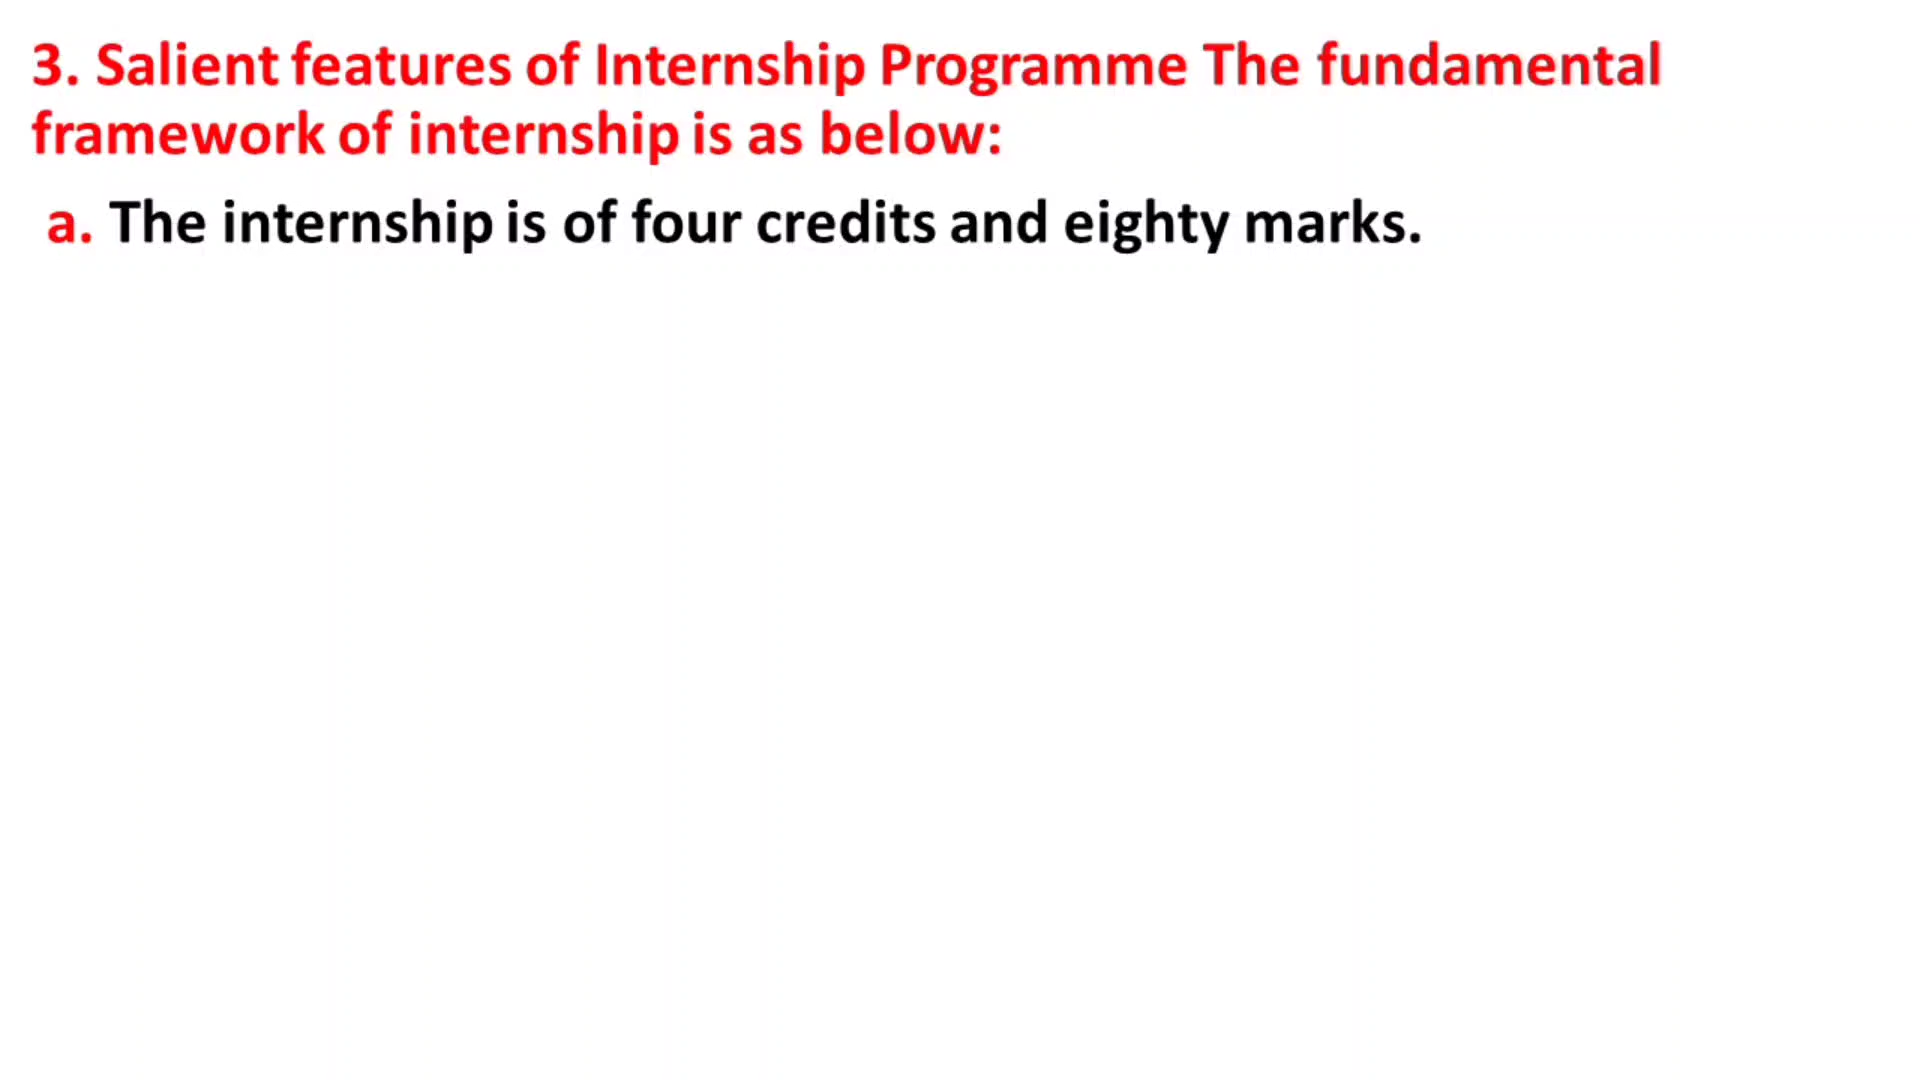 3. Salient features of Internship Programme The fundamental
framework of internship is as below:
a. The internship is of four credits and eighty marks.